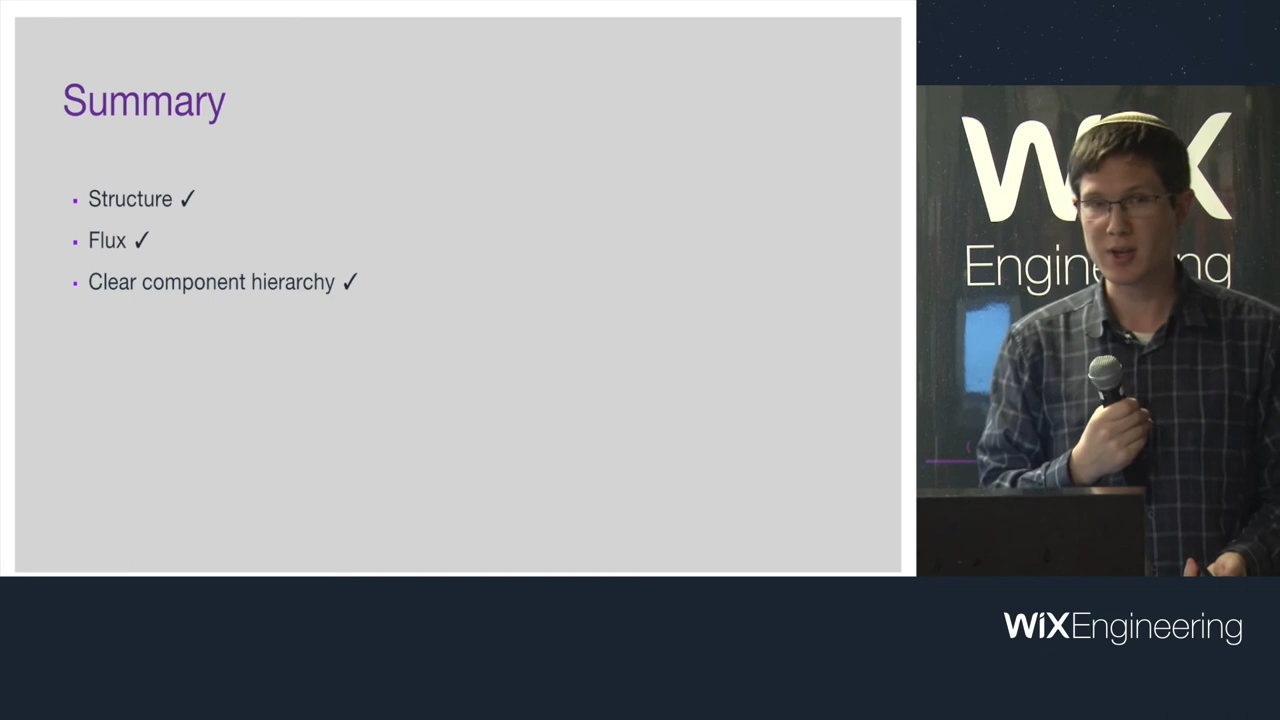 Summary
▪ Structure ✓
▪ Flux ✓
▪ Clear component hierarchy ✓
WiX
Engineering
WiXEngineering